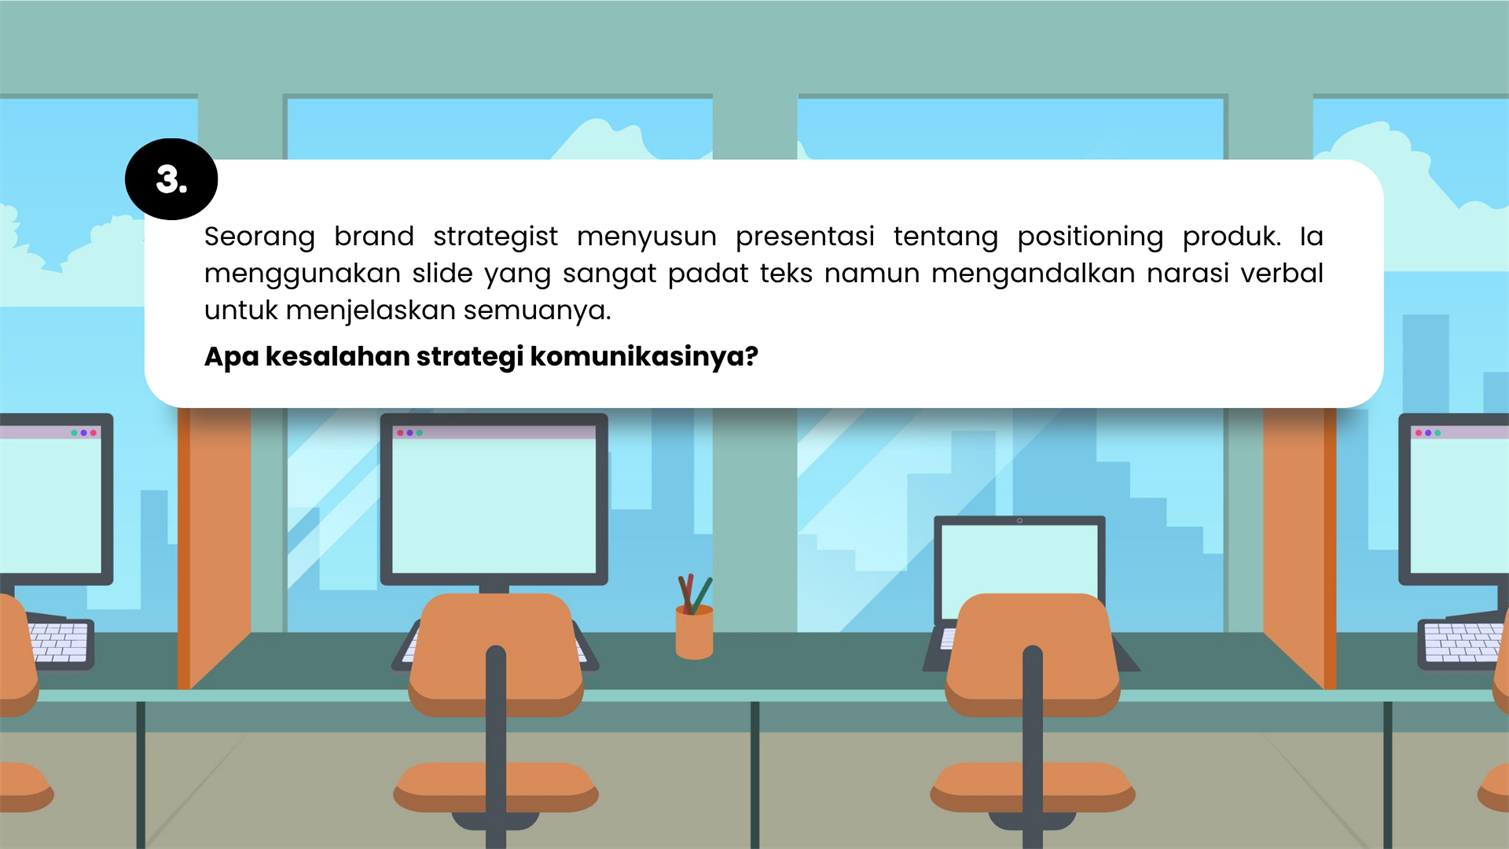 3.
Seorang brand strategist menyusun presentasi tentang positioning produk. Ia
menggunakan slide yang sangat padat teks namun mengandalkan narasi verbal
untuk menjelaskan semuanya.
Apa kesalahan strategi komunikasinya?